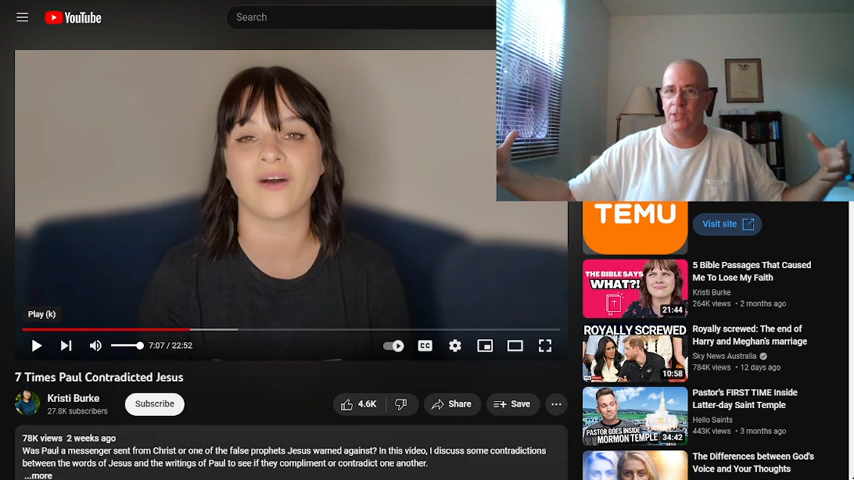 YouTube
Search
Play (k)
7:07 / 22:52
CC
7 Times Paul Contradicted Jesus
Kristi Burke
27.8K subscribers
Subscribe
4.6K
Share
Save
78K views 2 weeks ago
Was Paul a messenger sent from Christ or one of the false prophets Jesus warned against? In this video, I discuss some contradictions
between the words of Jesus and the writings of Paul to see if they compliment or contradict one another.
...more
TEMU
Visit site
THE BIBLE SAYS
WHAT?!
21:44
5 Bible Passages That Caused
Me To Lose My Faith
Kristi Burke
264K views • 2 months ago
ROYALLY SCREWED
10:58
Royally screwed: The end of
Harry and Meghan's marriage
Sky News Australia
784K views • 12 days ago
PASTOR GOES INSIDE
MORMON TEMPLE
34:42
Pastor's FIRST TIME Inside
Latter-day Saint Temple
Hello Saints
443K views • 3 months ago
The Differences between God's
Voice and Your Thoughts